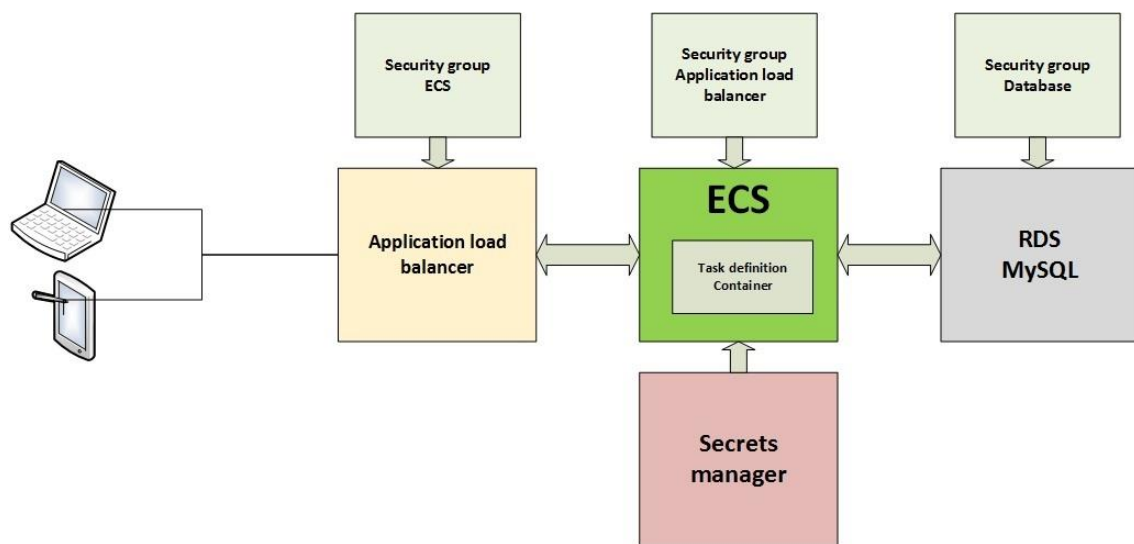 Security group
ECS
Security group
Application load
balancer
Security group
Database
Application load
balancer
ECS
Task definition
Container
RDS
MySQL
Secrets
manager